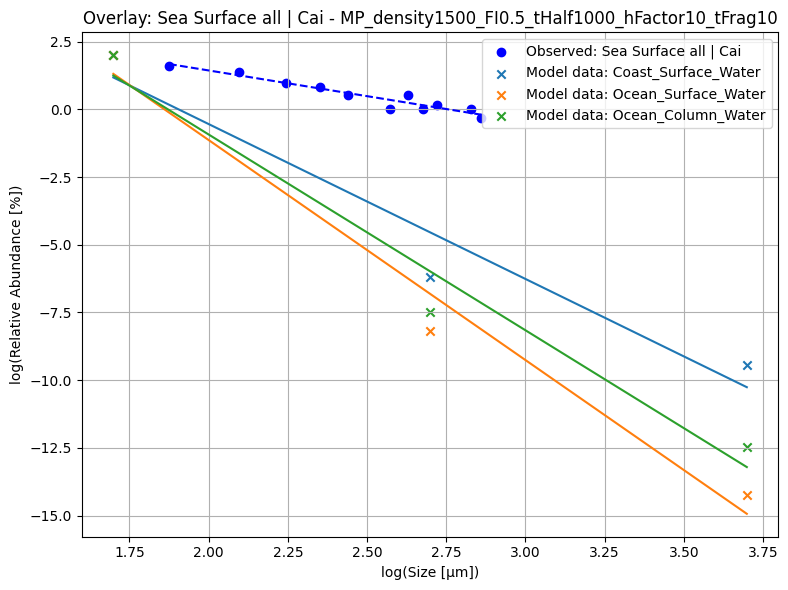 Overlay: Sea Surface all | Cai - MP_density1500_FI0.5_tHalf1000_hFactor10_tFrag10
Observed: Sea Surface all | Cai
Model data: Coast_Surface_Water
Model data: Ocean_Surface_Water
Model data: Ocean_Column_Water
log(Relative Abundance [%])
2.5
0.0
−2.5
−5.0
−7.5
−10.0
−12.5
−15.0
1.75 2.00 2.25 2.50 2.75 3.00 3.25 3.50 3.75
log(Size [μm])